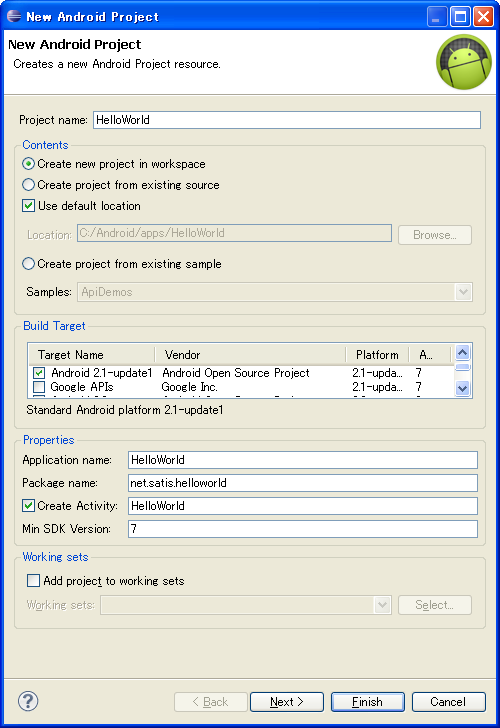 New Android Project
New Android Project
Creates a new Android Project resource.
Project name: HelloWorld
Contents
Create new project in workspace
Create project from existing source
Use default location
Location: C:/Android/apps/HelloWorld Browse...
Create project from existing sample
Samples: ApiDemos
Build Target
Target Name Vendor Platform A...
Android 2.1-update1 Android Open Source Project 2.1-upda... 7
Google APIs Google Inc. 2.1-upda... 7
Standard Android platform 2.1-update1
Properties
Application name: HelloWorld
Package name: net.satis.helloworld
Create Activity: HelloWorld
Min SDK Version: 7
Working sets
Add project to working sets
Working sets: Select...
? < Back Next > Finish Cancel